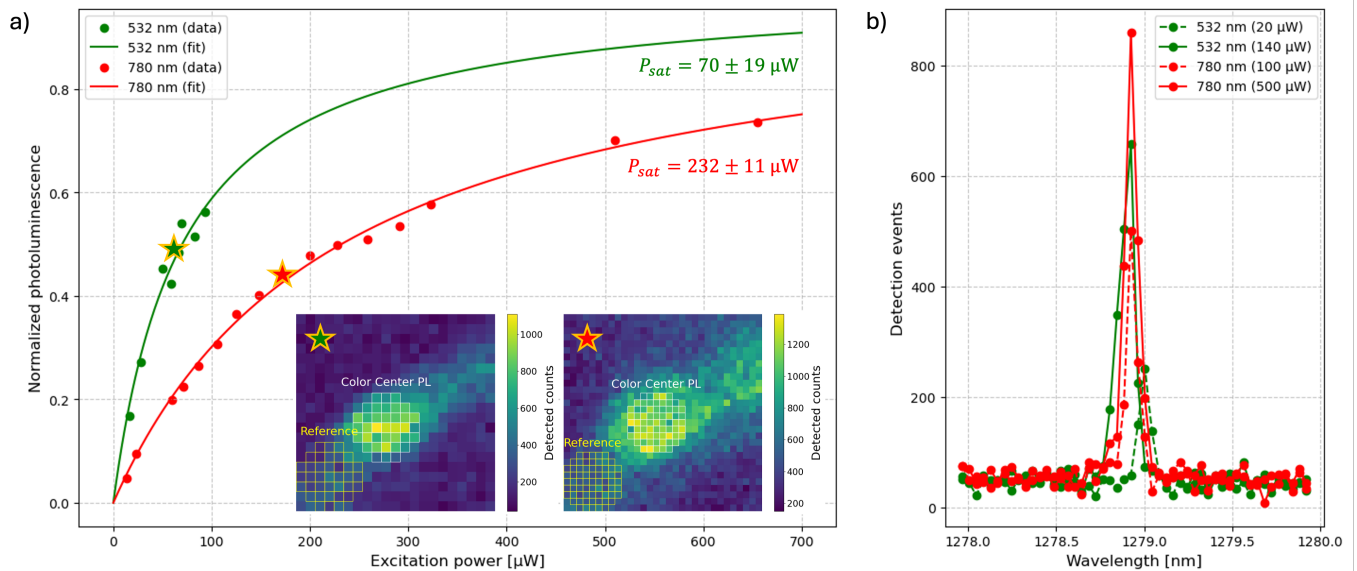 a)
532 nm (data)
532 nm (fit)
780 nm (data)
780 nm (fit)
P_sat = 70 ± 19 μW
P_sat = 232 ± 11 μW
Normalized photoluminescence
0.8
0.6
0.4
0.2
0.0
0 100 200 300 400 500 600 700
Excitation power [μW]
Color Center PL
Reference
1000
800
600
400
200
Detected counts
Color Center PL
Reference
1200
1000
800
600
400
200
Detected counts
b)
532 nm (20 μW)
532 nm (140 μW)
780 nm (100 μW)
780 nm (500 μW)
Detection events
800
600
400
200
0
1278.0 1278.5 1279.0 1279.5 1280.0
Wavelength [nm]